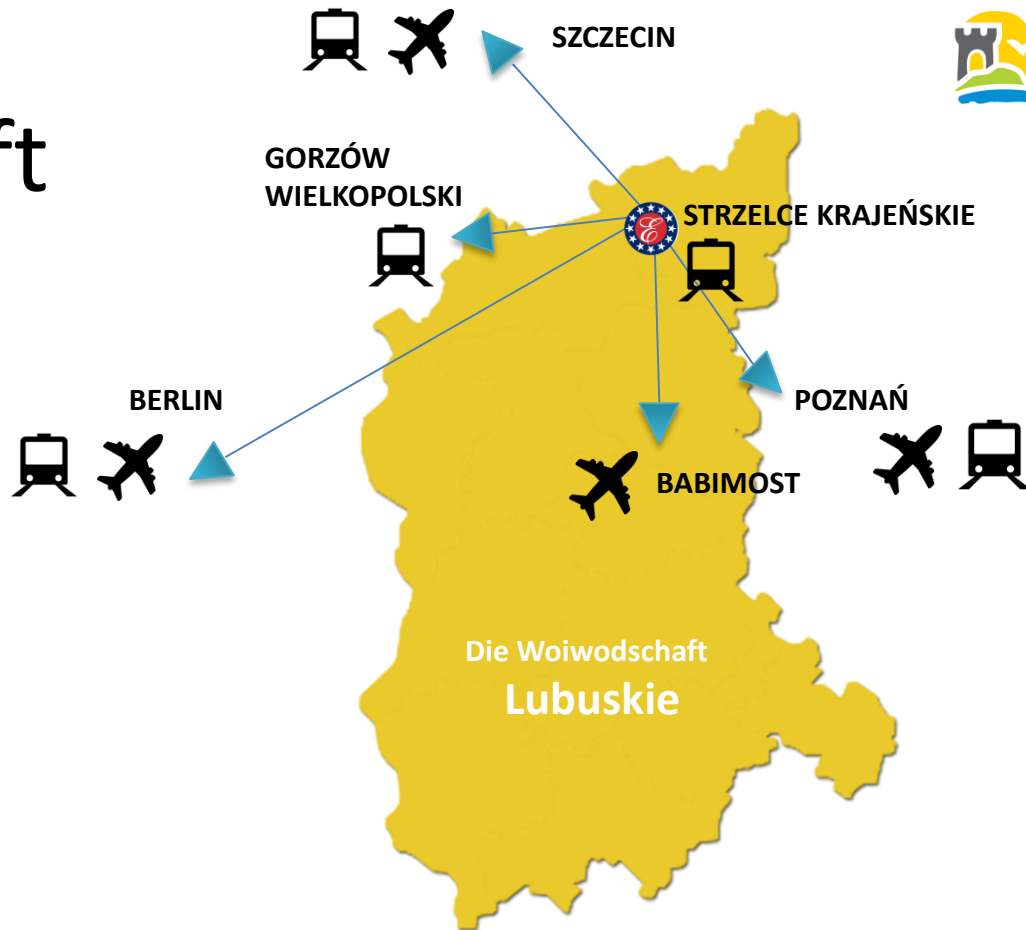 SZCZECIN
ft
GORZÓW
WIELKOPOLSKI
STRZELCE KRAJEŃSKIE
BERLIN
POZNAŃ
BABIMOST
Die Woiwodschaft
Lubuskie